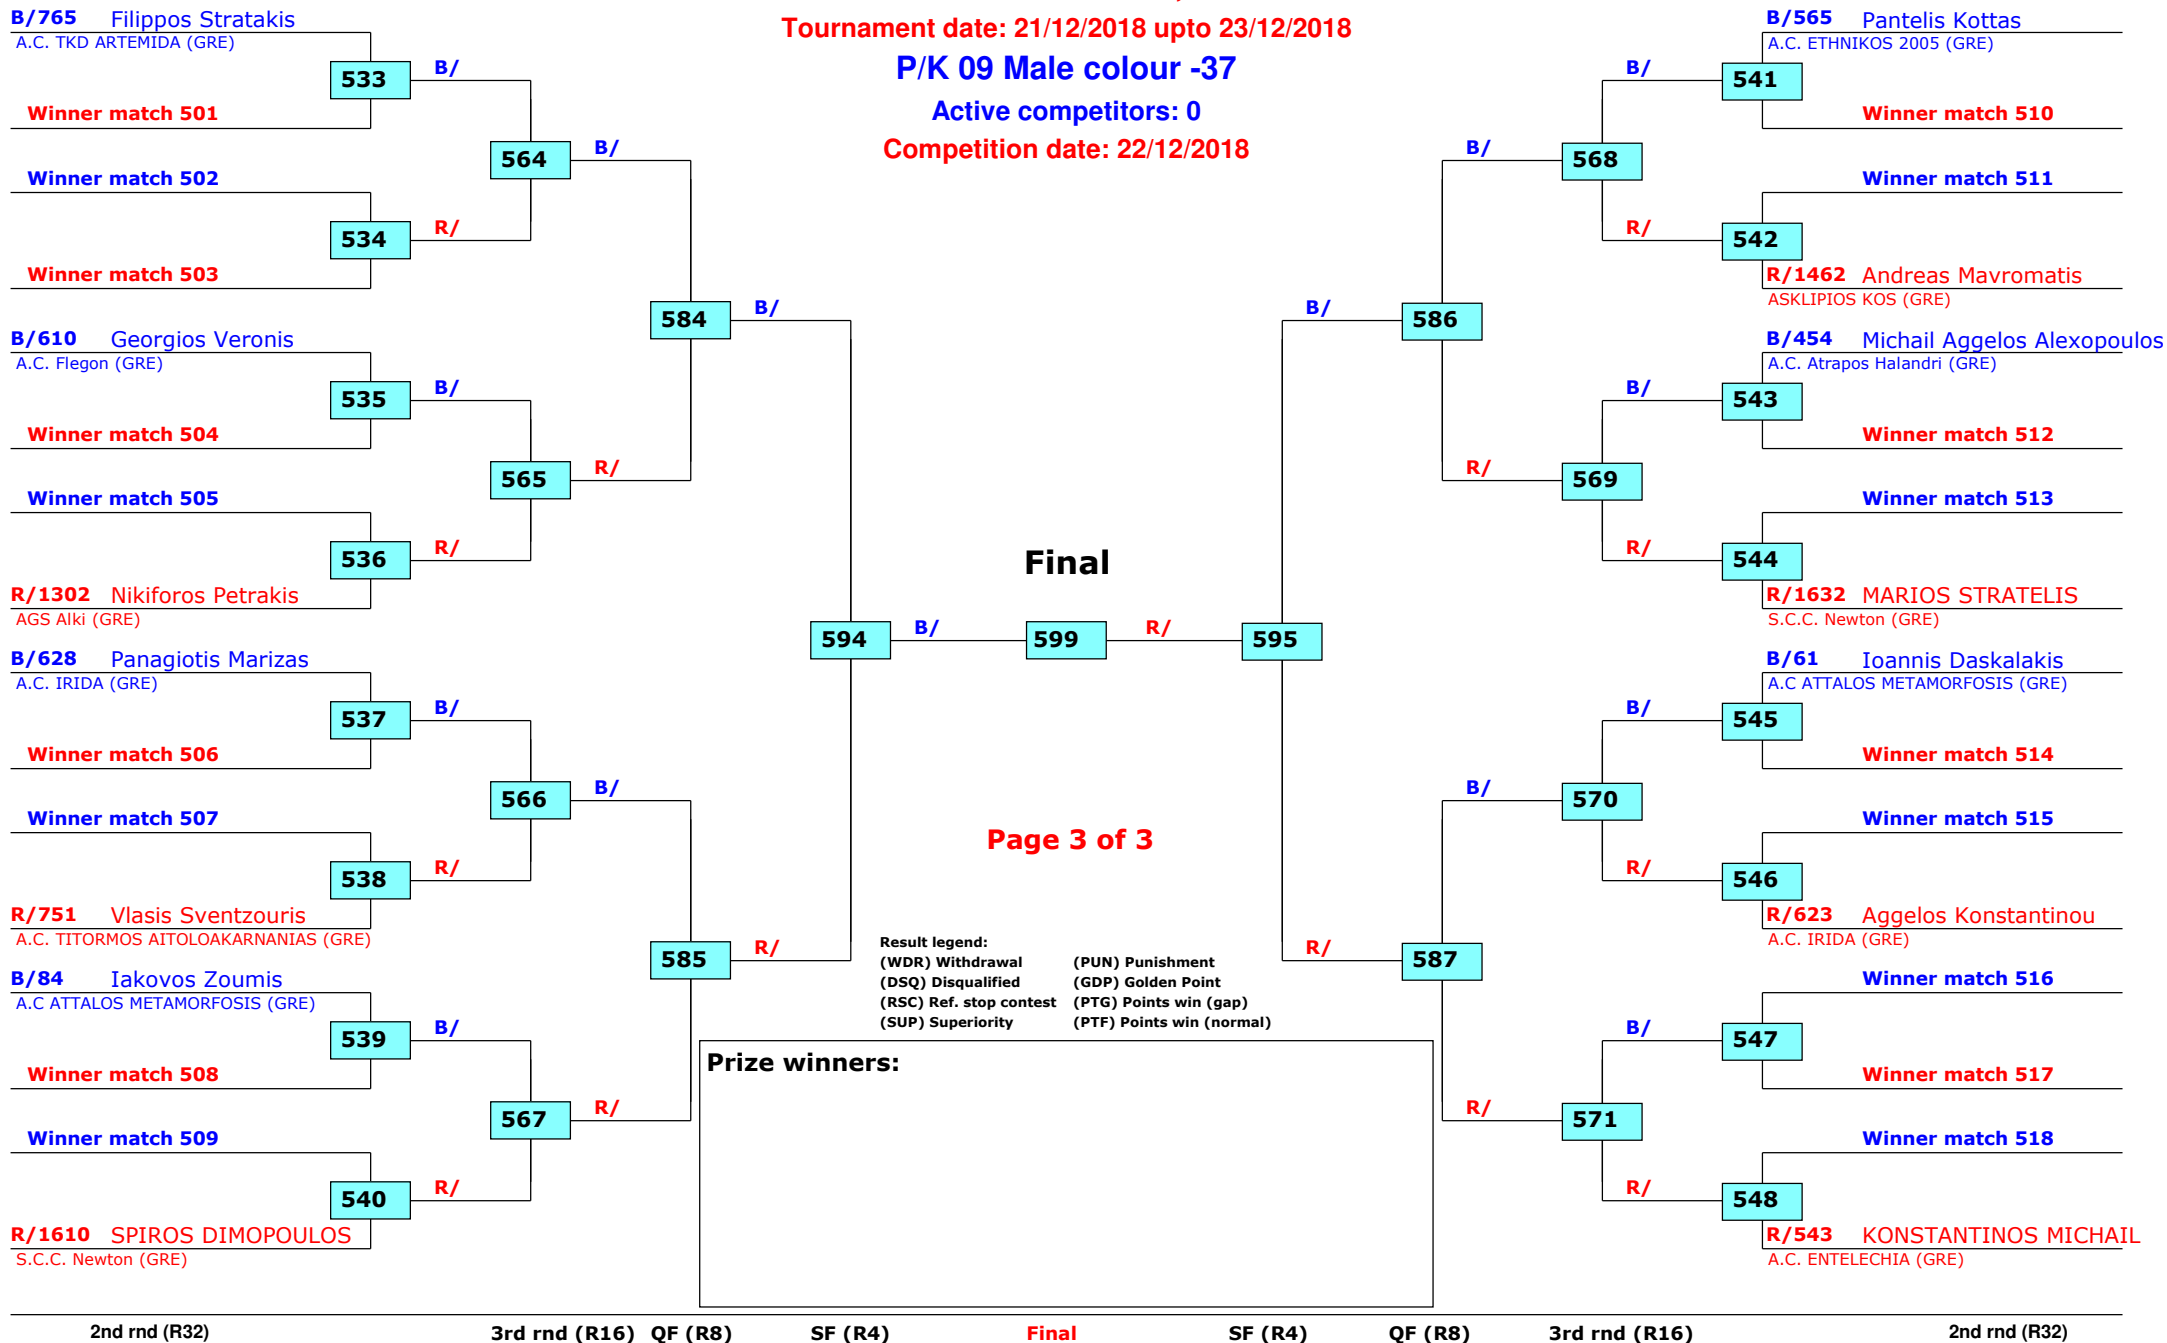 Tournament date: 21/12/2018 upto 23/12/2018
P/K 09 Male colour -37
Active competitors: 0
Competition date: 22/12/2018
B/765 Filippos Stratakis
A.C. TKD ARTEMIDA (GRE)
533
B/
Winner match 501
564
B/
Winner match 502
534
R/
Winner match 503
584
B/
B/610 Georgios Veronis
A.C. Flegon (GRE)
535
B/
Winner match 504
565
R/
Winner match 505
536
R/
R/1302 Nikiforos Petrakis
AGS Alki (GRE)
594
B/
B/628 Panagiotis Marizas
A.C. IRIDA (GRE)
537
B/
Winner match 506
566
B/
Winner match 507
538
R/
R/751 Vlasis Sventzouris
A.C. TITORMOS AITOLOAKARNANIAS (GRE)
585
R/
B/84 Iakovos Zoumis
A.C ATTALOS METAMORFOSIS (GRE)
539
B/
Winner match 508
567
R/
Winner match 509
540
R/
R/1610 SPIROS DIMOPOULOS
S.C.C. Newton (GRE)
Final
599
R/
595
Page 3 of 3
B/565 Pantelis Kottas
A.C. ETHNIKOS 2005 (GRE)
B/
541
Winner match 510
B/
568
Winner match 511
R/
542
R/1462 Andreas Mavromatis
ASKLIPIOS KOS (GRE)
B/
586
B/454 Michail Aggelos Alexopoulos
A.C. Atrapos Halandri (GRE)
B/
543
Winner match 512
R/
569
Winner match 513
R/
544
R/1632 MARIOS STRATELIS
S.C.C. Newton (GRE)
B/61 Ioannis Daskalakis
A.C ATTALOS METAMORFOSIS (GRE)
B/
545
Winner match 514
B/
570
Winner match 515
R/
546
R/623 Aggelos Konstantinou
A.C. IRIDA (GRE)
R/
587
Winner match 516
B/
547
Winner match 517
R/
571
Winner match 518
R/
548
R/543 KONSTANTINOS MICHAIL
A.C. ENTELECHIA (GRE)
Result legend:
(WDR) Withdrawal (PUN) Punishment
(DSQ) Disqualified (GDP) Golden Point
(RSC) Ref. stop contest (PTG) Points win (gap)
(SUP) Superiority (PTF) Points win (normal)
Prize winners:
2nd rnd (R32) 3rd rnd (R16) QF (R8) SF (R4) Final SF (R4) QF (R8) 3rd rnd (R16) 2nd rnd (R32)